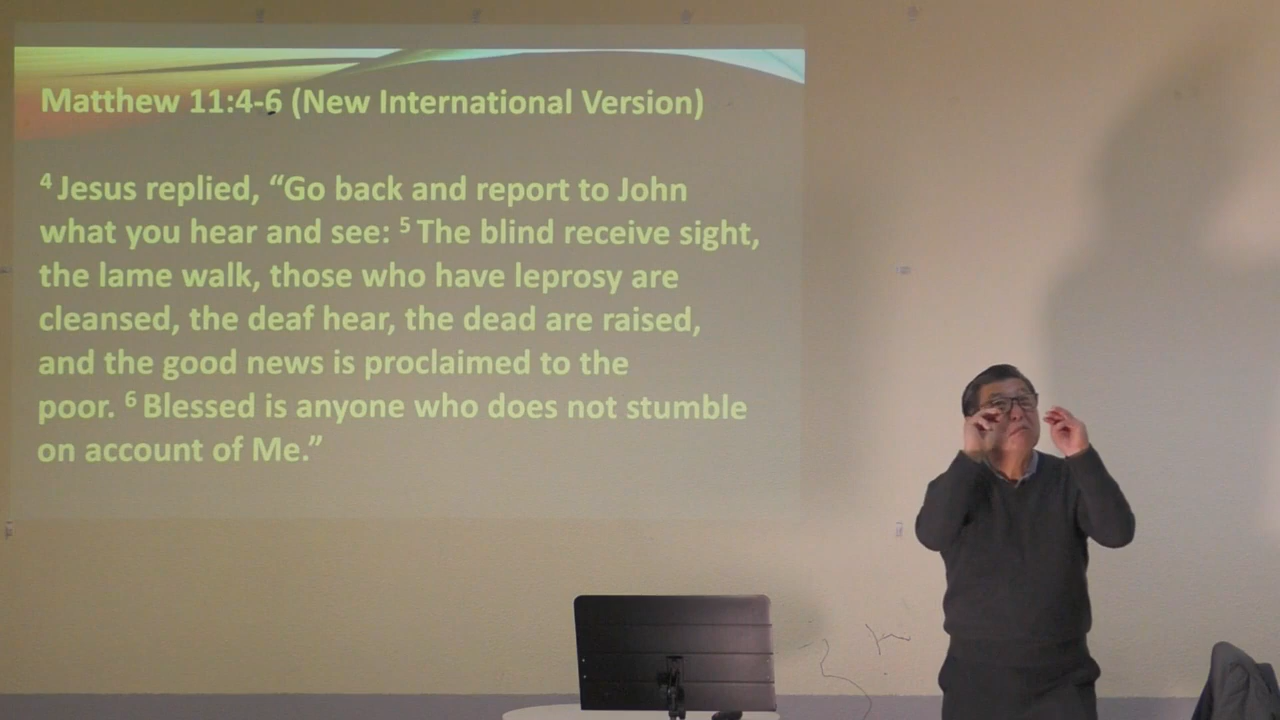 Matthew 11:4-6 (New International Version)
4 Jesus replied, “Go back and report to John
what you hear and see: 5 The blind receive sight,
the lame walk, those who have leprosy are
cleansed, the deaf hear, the dead are raised,
and the good news is proclaimed to the
poor. 6 Blessed is anyone who does not stumble
on account of Me.”